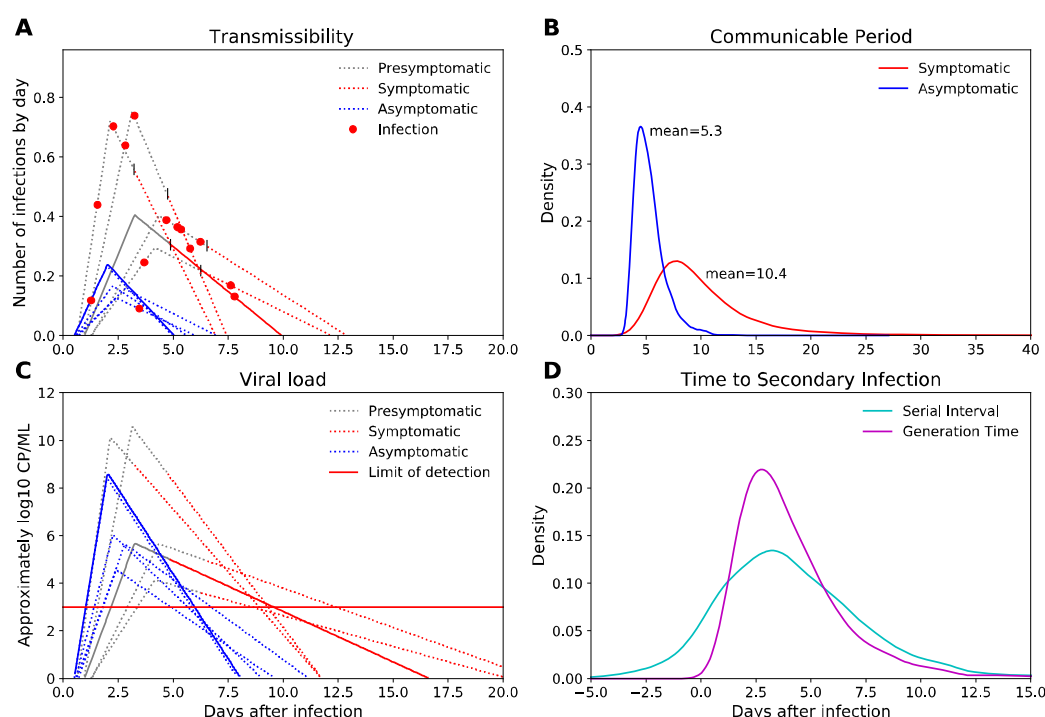 A
Transmissibility
Number of infections by day
0.8
0.6
0.4
0.2
0.0
0.0 2.5 5.0 7.5 10.0 12.5 15.0 17.5 20.0
Presymptomatic
Symptomatic
Asymptomatic
Infection
B
Communicable Period
Density
0.5
0.4
0.3
0.2
0.1
0.0
0 5 10 15 20 25 30 35 40
Symptomatic
Asymptomatic
mean=5.3
mean=10.4
C
Viral load
Approximately log10 CP/ML
12
10
8
6
4
2
0
0.0 2.5 5.0 7.5 10.0 12.5 15.0 17.5 20.0
Days after infection
Presymptomatic
Symptomatic
Asymptomatic
Limit of detection
D
Time to Secondary Infection
Density
0.30
0.25
0.20
0.15
0.10
0.05
0.00
−5.0 −2.5 0.0 2.5 5.0 7.5 10.0 12.5 15.0
Days after infection
Serial Interval
Generation Time